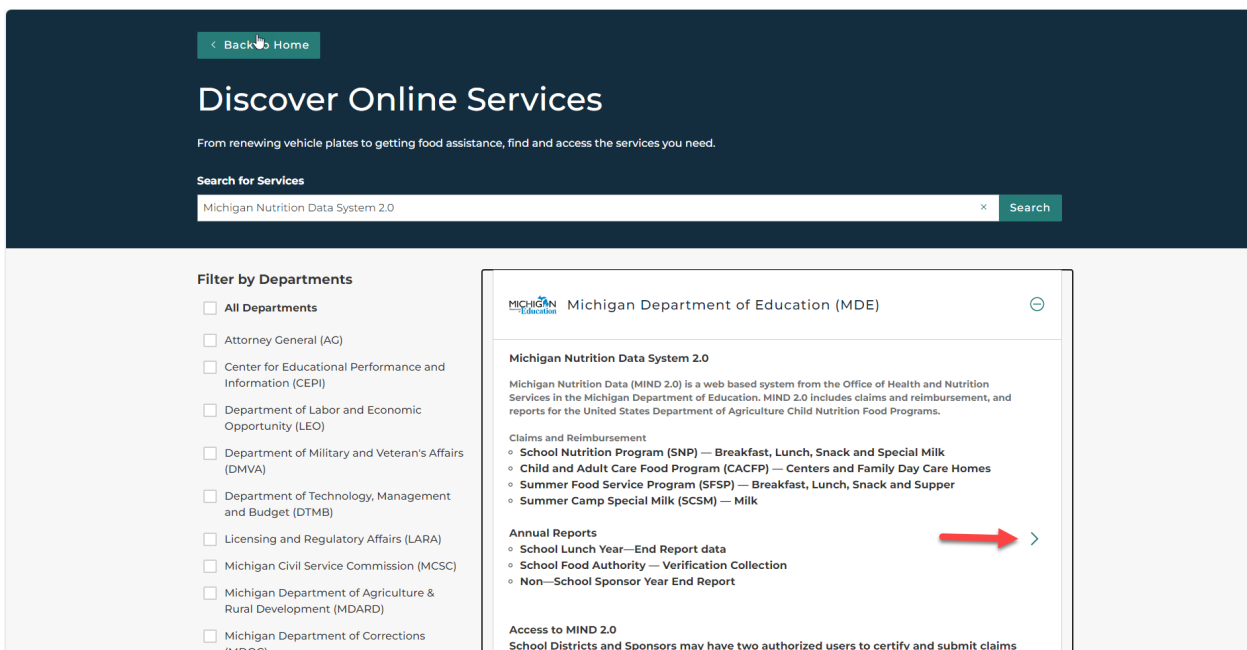 Back to Home
Discover Online Services
From renewing vehicle plates to getting food assistance, find and access the services you need.
Search for Services
Michigan Nutrition Data System 2.0
Search
Filter by Departments
All Departments
Attorney General (AG)
Center for Educational Performance and
Information (CEPI)
Department of Labor and Economic
Opportunity (LEO)
Department of Military and Veteran's Affairs
(DMVA)
Department of Technology, Management
and Budget (DTMB)
Licensing and Regulatory Affairs (LARA)
Michigan Civil Service Commission (MCSC)
Michigan Department of Agriculture &
Rural Development (MDARD)
Michigan Department of Corrections
(MDOC)
MICHIGAN
Education
Michigan Department of Education (MDE)
Michigan Nutrition Data System 2.0
Michigan Nutrition Data (MIND 2.0) is a web based system from the Office of Health and Nutrition
Services in the Michigan Department of Education. MIND 2.0 includes claims and reimbursement, and
reports for the United States Department of Agriculture Child Nutrition Food Programs.
Claims and Reimbursement
School Nutrition Program (SNP) — Breakfast, Lunch, Snack and Special Milk
Child and Adult Care Food Program (CACFP) — Centers and Family Day Care Homes
Summer Food Service Program (SFSP) — Breakfast, Lunch, Snack and Supper
Summer Camp Special Milk (SCSM) — Milk
Annual Reports
School Lunch Year—End Report data
School Food Authority — Verification Collection
Non—School Sponsor Year End Report
Access to MIND 2.0
School Districts and Sponsors may have two authorized users to certify and submit claims